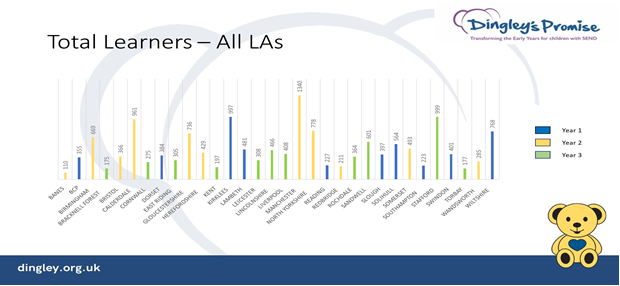 Dingley's Promise
Transforming the Early Years for children with SEND
Total Learners – All LAs
110
355
669
175
366
961
275
384
305
736
429
197
997
481
308
466
408
1340
778
227
211
364
601
397
564
493
223
999
401
177
285
768
BANES
BCP
BIRMINGHAM
BRACKNELL FOREST
BRISTOL
CALDERDALE
CORNWALL
DORSET
EAST RIDING
GLOUCESTERSHIRE
HEREFORDSHIRE
KENT
KIRKLEES
LAMBETH
LEICESTER
LINCOLNSHIRE
LIVERPOOL
MANCHESTER
NORTH YORKSHIRE
READING
REDBRIDGE
ROCHDALE
SANDWELL
SLOUGH
SOLIHULL
SOMERSET
SOUTHAMPTON
STAFFORD
SWINDON
TORBAY
WANDSWORTH
WILTSHIRE
Year 1
Year 2
Year 3
dingley.org.uk